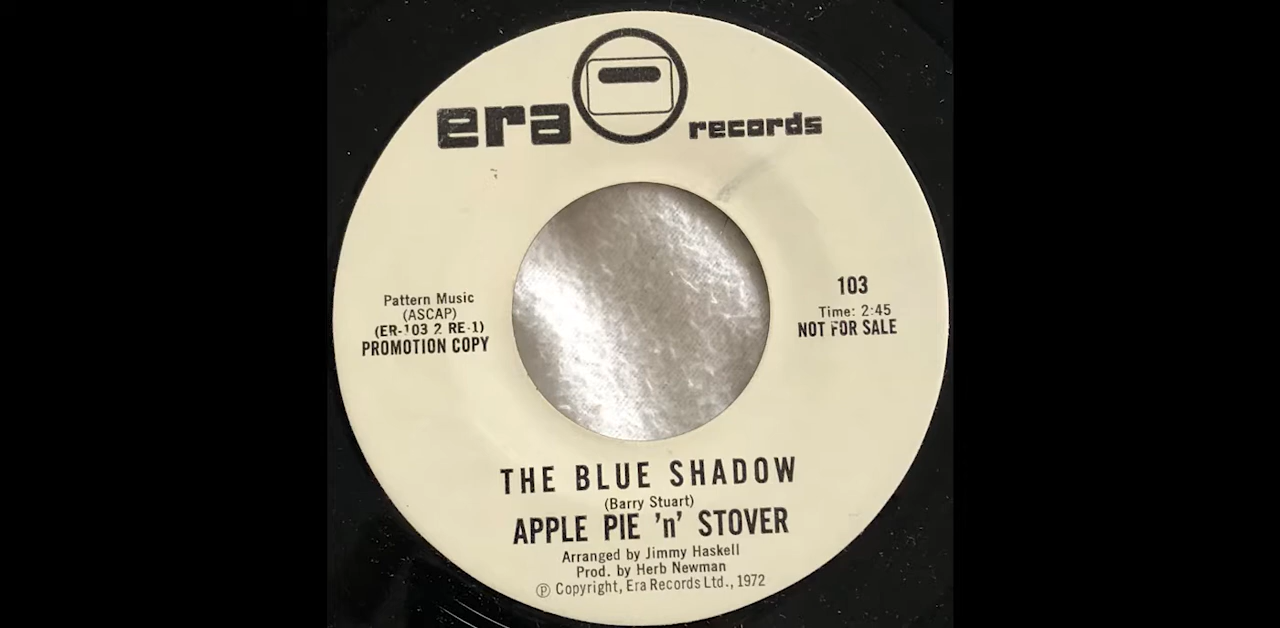 era records
Pattern Music
(ASCAP)
(ER-103 2 RE-1)
PROMOTION COPY
103
Time: 2:45
NOT FOR SALE
THE BLUE SHADOW
(Barry Stuart)
APPLE PIE 'n' STOVER
Arranged by Jimmy Haskell
Prod. by Herb Newman
Ⓟ Copyright, Era Records Ltd., 1972